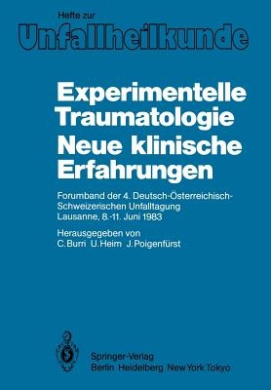 Hefte zur
Unfallheilkunde
Experimentelle
Traumatologie
Neue klinische
Erfahrungen
Forumband der 4. Deutsch-Österreichisch-
Schweizerischen Unfalltagung
Lausanne, 8.-11. Juni 1983
Herausgegeben von
C.Burri U.Heim J.Poigenfürst
Springer-Verlag
Berlin Heidelberg New York Tokyo